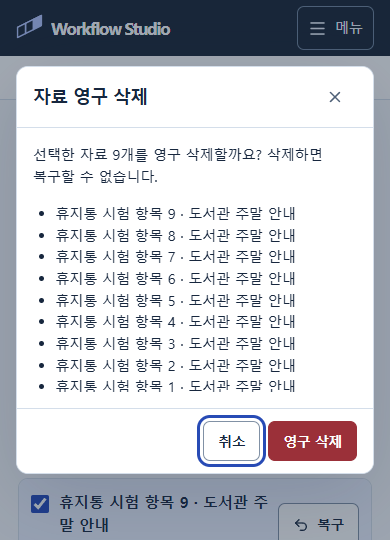 Workflow Studio
메뉴
자료 영구 삭제
선택한 자료 9개를 영구 삭제할까요? 삭제하면
복구할 수 없습니다.
휴지통 시험 항목 9 · 도서관 주말 안내
휴지통 시험 항목 8 · 도서관 주말 안내
휴지통 시험 항목 7 · 도서관 주말 안내
휴지통 시험 항목 6 · 도서관 주말 안내
휴지통 시험 항목 5 · 도서관 주말 안내
휴지통 시험 항목 4 · 도서관 주말 안내
휴지통 시험 항목 3 · 도서관 주말 안내
휴지통 시험 항목 2 · 도서관 주말 안내
휴지통 시험 항목 1 · 도서관 주말 안내
취소
영구 삭제
휴지통 시험 항목 9 · 도서관 주
말 안내
복구